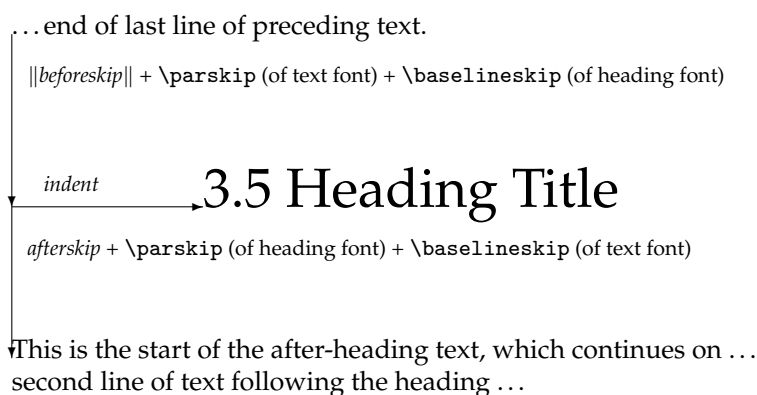 …end of last line of preceding text.
||beforeskip|| + \parskip (of text font) + \baselineskip (of heading font)
indent
3.5 Heading Title
afterskip + \parskip (of heading font) + \baselineskip (of text font)
This is the start of the after-heading text, which continues on …
second line of text following the heading …